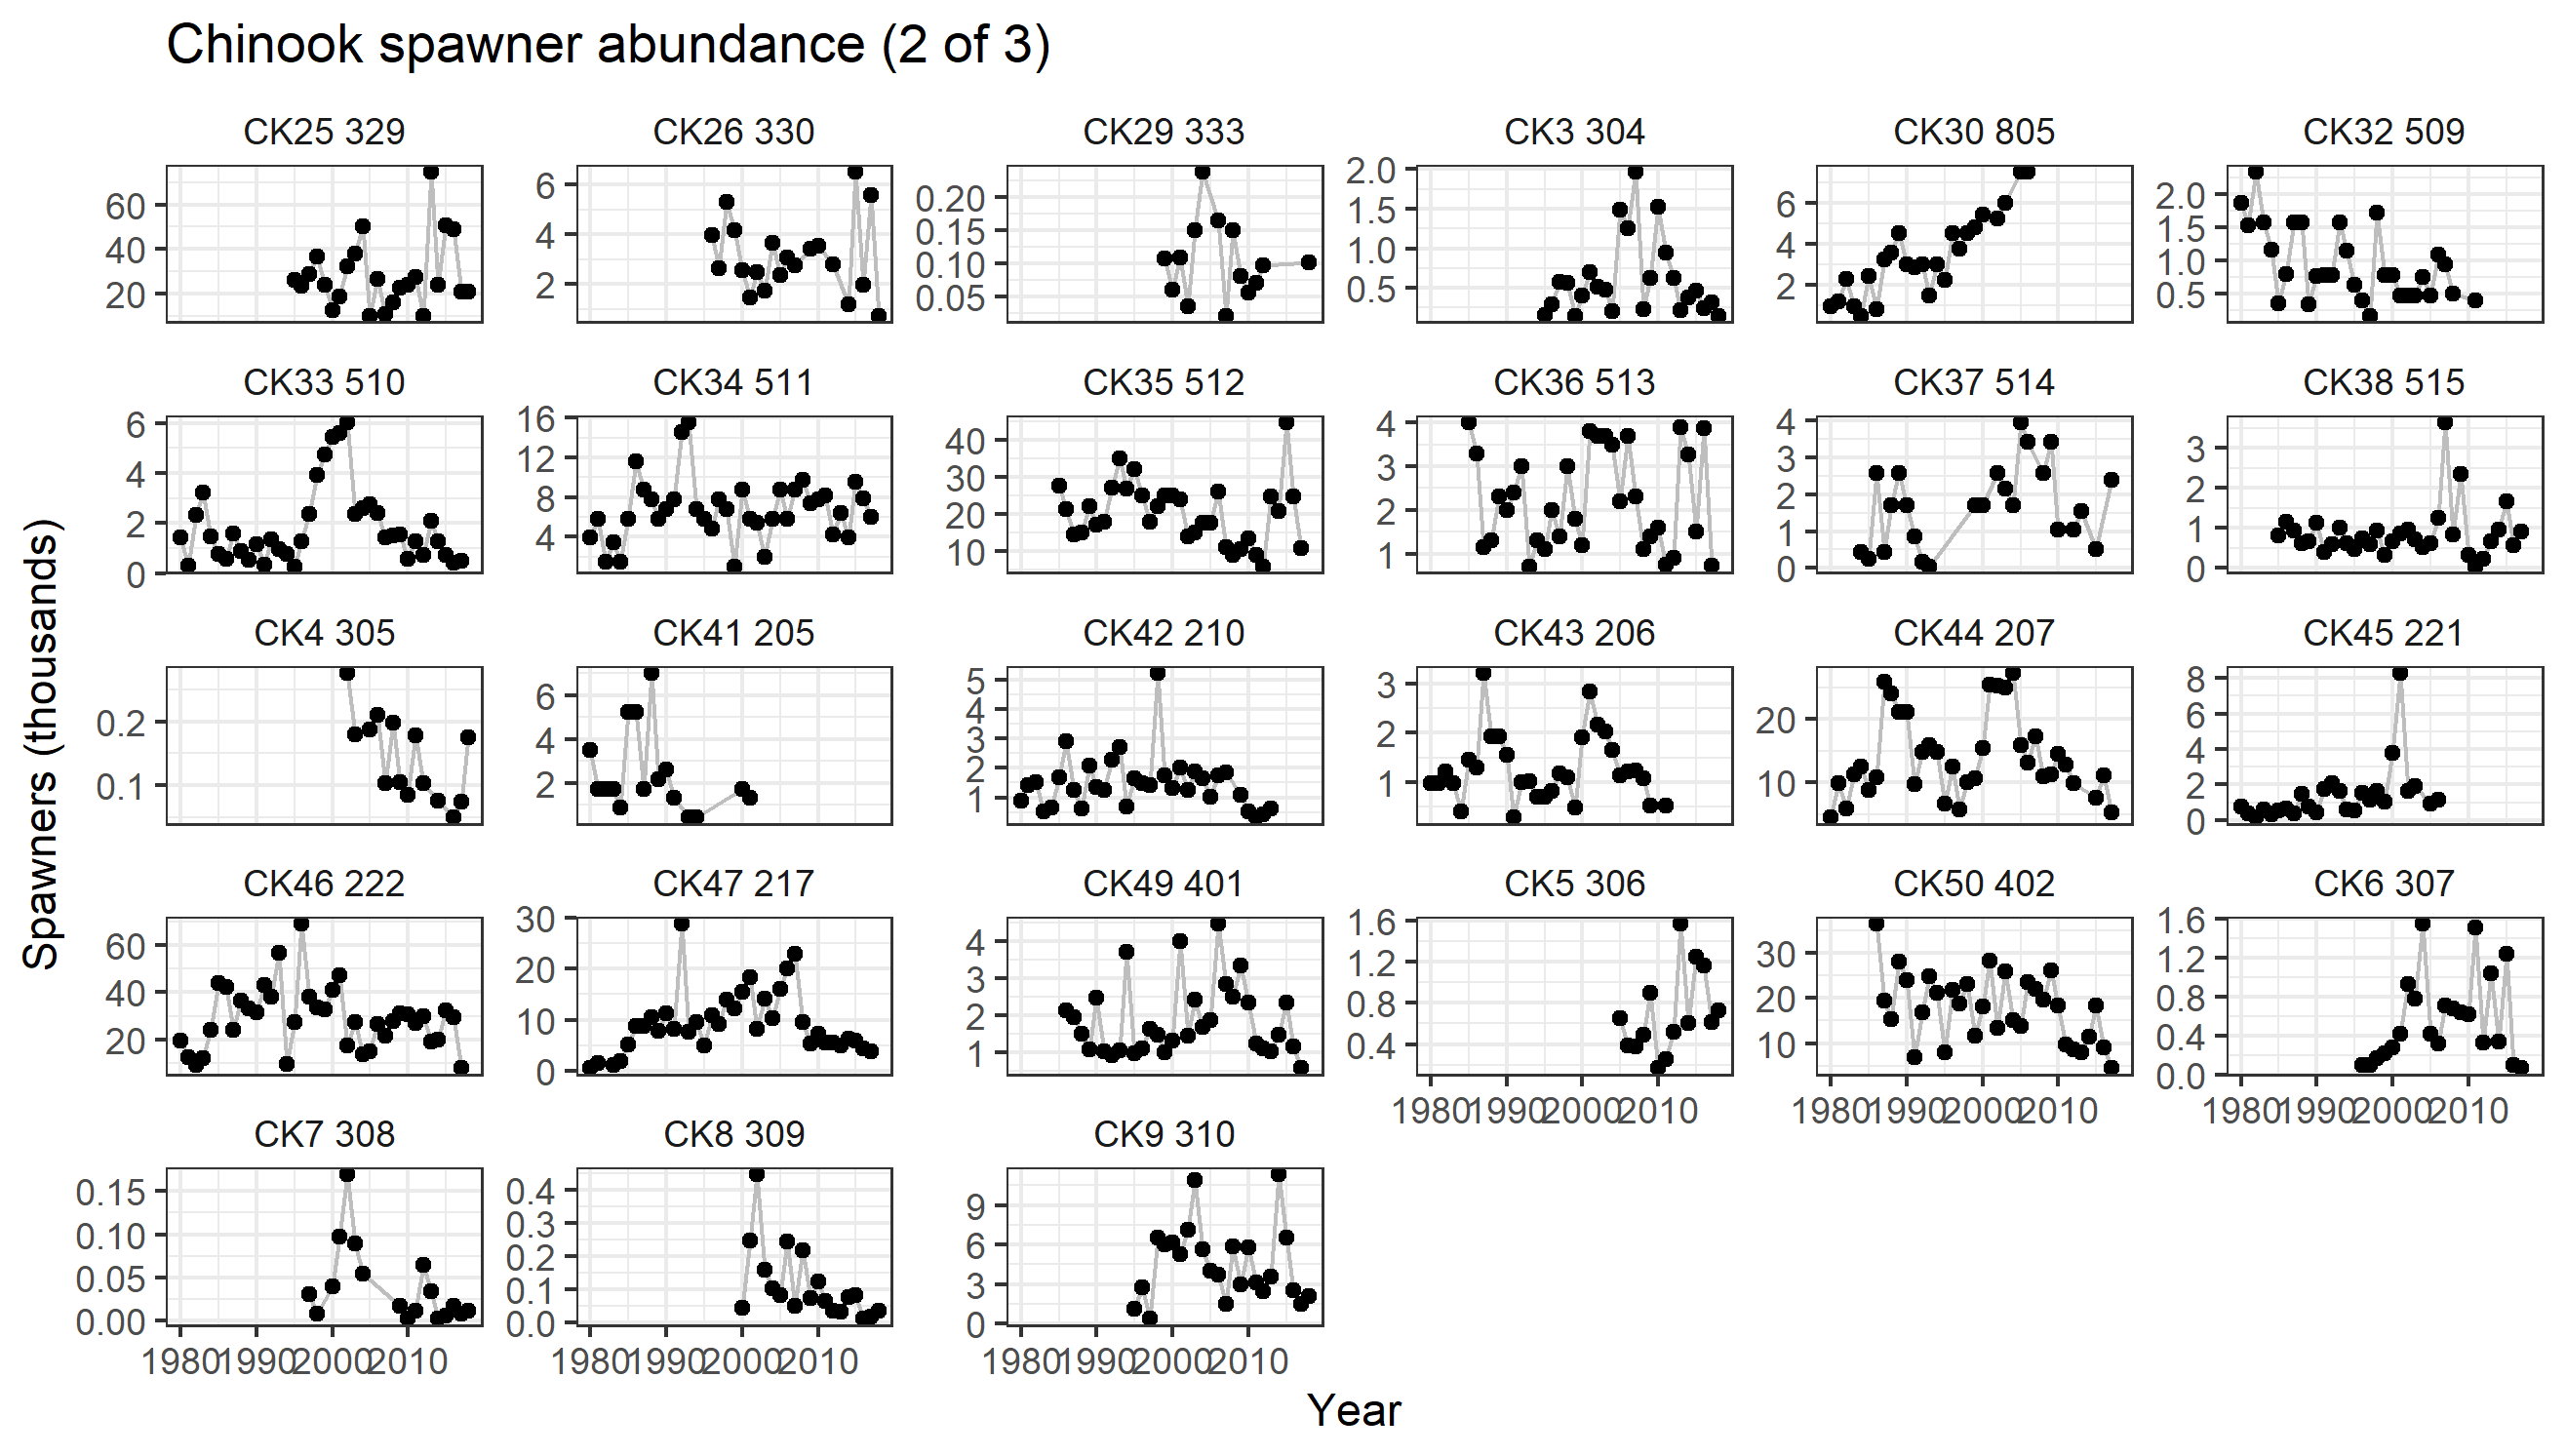 Chinook spawner abundance (2 of 3)
CK25 329 CK26 330 CK29 333 CK3 304 CK30 805 CK32 509
60 40 20
6 4 2
0.20 0.15 0.10 0.05
2.0 1.5 1.0 0.5
6 4 2
2.0 1.5 1.0 0.5
CK33 510 CK34 511 CK35 512 CK36 513 CK37 514 CK38 515
6 4 2 0
16 12 8 4
40 30 20 10
4 3 2 1
4 3 2 1 0
3 2 1 0
CK4 305 CK41 205 CK42 210 CK43 206 CK44 207 CK45 221
0.2 0.1
6 4 2
5 4 3 2 1
3 2 1
20 10
8 6 4 2 0
CK46 222 CK47 217 CK49 401 CK5 306 CK50 402 CK6 307
60 40 20
30 20 10 0
4 3 2 1
1.6 1.2 0.8 0.4
30 20 10
1.6 1.2 0.8 0.4 0.0
1980 1990 2000 2010 1980 1990 2000 2010 1980 1990 2000 2010
CK7 308 CK8 309 CK9 310
0.15 0.10 0.05 0.00
0.4 0.3 0.2 0.1 0.0
9 6 3 0
1980 1990 2000 2010 1980 1990 2000 2010 1980 1990 2000 2010
Year
Spawners (thousands)